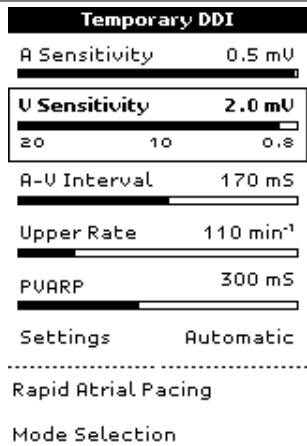 Temporary DDI
A Sensitivity 0.5 mV
V Sensitivity 2.0 mV
20 10 0.8
A-V Interval 170 mS
Upper Rate 110 min⁻¹
PVARP 300 mS
Settings Automatic
Rapid Atrial Pacing
Mode Selection